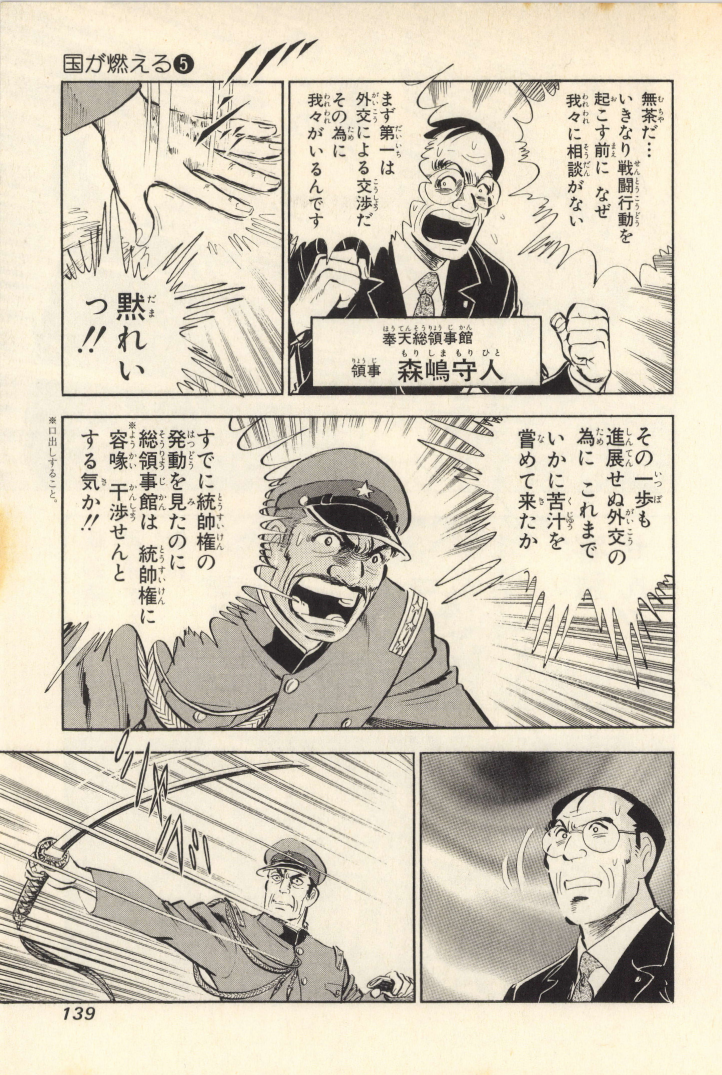 国が燃える❺
無茶だ…
いきなり戦闘行動を
起こす前に なぜ
我々に相談がない
まず第一は
外交による交渉だ
その為に
我々がいるんです
奉天総領事館
領事 森嶋守人
黙れい
っ!!
その一歩も
進展せぬ外交の
為に これまで
いかに苦汁を
嘗めて来たか
すでに統帥権の
発動を見たのに
総領事館は 統帥権に
※容喙 干渉せんと
する気か!!
※口出しすること。
139